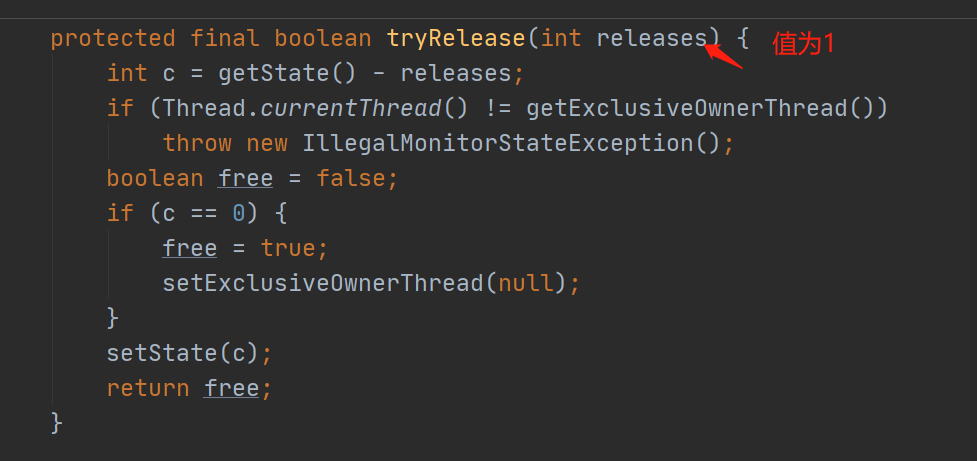 protected final boolean tryRelease(int releases) { 值为1
int c = getState() - releases;
if (Thread.currentThread() != getExclusiveOwnerThread())
throw new IllegalMonitorStateException();
boolean free = false;
if (c == 0) {
free = true;
setExclusiveOwnerThread(null);
}
setState(c);
return free;
}